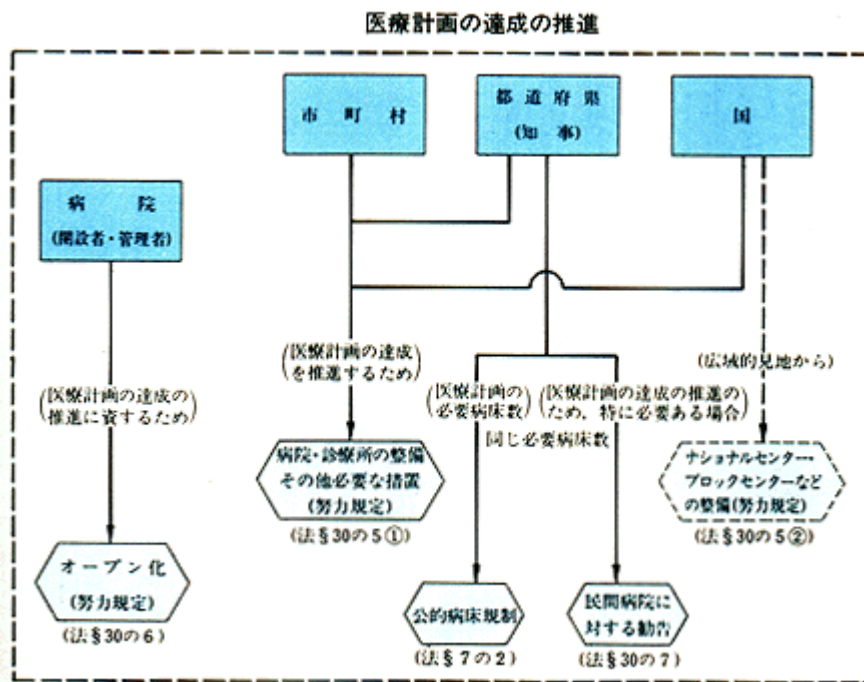 医療計画の達成の推進
市町村
都道府県
(知事)
国
病院
(開設者・管理者)
(医療計画の達成の
推進に資するため)
(医療計画の達成
を推進するため)
(医療計画の
必要病床数)
(医療計画の達成の推進の
ため、特に必要ある場合)
同じ必要病床数
(広域的見地から)
オープン化
(努力規定)
(法§30の6)
病院・診療所の整備
その他必要な措置
(努力規定)
(法§30の5①)
公的病床規制
(法§7の2)
民間病院に
対する勧告
(法§30の7)
ナショナルセンター・
ブロックセンターなど
の整備(努力規定)
(法§30の5②)